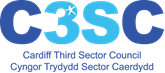 C3SC
Cardiff Third Sector Council
Cyngor Trydydd Sector Caerdydd